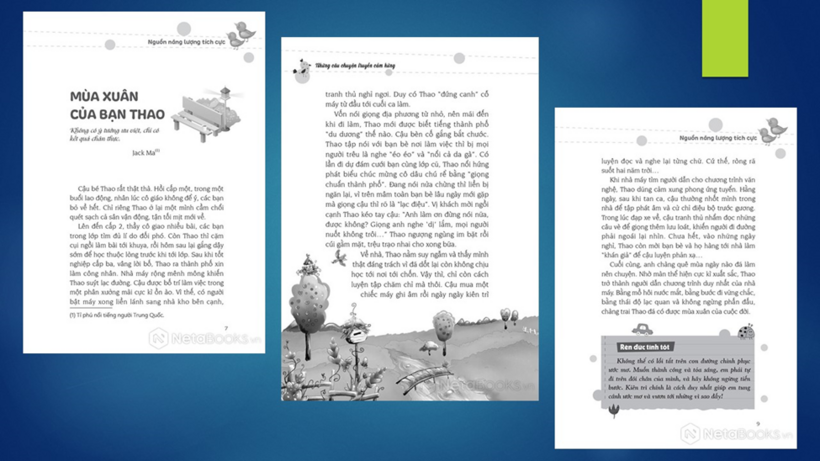 Nguồn năng lượng tích cực
MÙA XUÂN
CỦA BẠN THAO
Không có ý tưởng ưu việt, chỉ có
kết quả chân thực.
Jack Ma(1)
Cậu bé Thao rất thật thà. Hồi cấp một, trong một
buổi lao động, nhân lúc cô giáo không để ý, các bạn
bỏ về hết. Chỉ riêng Thao ở lại một mình cầm chổi
quét sạch cả sân vận động, tận tối mịt mới về.
Lên đến cấp 2, thầy cô giao nhiều bài, các bạn
trong lớp tìm đủ lí do đối phó. Còn Thao thì cặm
cụi ngồi làm bài tới khuya, rồi hôm sau lại gắng dậy
sớm để học thuộc lòng trước khi tới lớp. Sau khi tốt
nghiệp cấp ba, vâng lời bố, Thao ra thành phố xin
làm công nhân. Nhà máy rộng mênh mông khiến
Thao suýt lạc đường. Cậu được bố trí làm việc trong
một phân xưởng mài cực kì ồn ào. Vì thế, có người
bật máy xong liền lánh sang nhà kho bên cạnh,
(1) Tỉ phú nổi tiếng người Trung Quốc.
7
NetaBooks.vn
Những câu chuyện truyền cảm hứng
tranh thủ nghỉ ngơi. Duy có Thao "đứng canh" cỗ
máy từ đầu tới cuối ca làm.
Vốn nói giọng địa phương từ nhỏ, nên mãi đến
khi đi làm, Thao mới được biết tiếng thành phố
"du dương" thế nào. Cậu bèn cố gắng bắt chước.
Thao tập nói với bạn bè nơi làm việc thì bị mọi
người trêu là nghe "éo éo" và "nổi cả da gà". Có
lần đi dự đám cưới bạn cùng lớp cũ, Thao nổi hứng
phát biểu chúc mừng cô dâu chú rể bằng "giọng
chuẩn thành phố". Đang nói nửa chừng thì liền bị
ngăn lại, vì trên mâm toàn bạn bè lâu ngày mới gặp
mà giọng cậu thì rõ là "lạc điệu". Vị khách mời ngồi
cạnh Thao kéo tay cậu: "Anh làm ơn đừng nói nữa,
được không? Giọng anh nghe 'dị' lắm, mọi người
nuốt không trôi..." Thao ngượng ngùng im bặt rồi
cúi gằm mặt, trệu trạo nhai cho xong bữa.
Về nhà, Thao nằm suy ngẫm và thấy mình
thật đáng trách vì đã dốt lại còn không chịu
học tới nơi tới chốn. Vậy thì, chỉ còn cách
luyện tập chăm chỉ mà thôi. Cậu mua một
chiếc máy ghi âm rồi ngày ngày kiên trì
NetaBooks.vn
Nguồn năng lượng tích cực
luyện đọc và nghe lại từng chữ. Cứ thế, ròng rã
suốt hai năm trời...
Khi nhà máy tìm người dẫn cho chương trình văn
nghệ, Thao dũng cảm xung phong ứng tuyển. Hằng
ngày, sau khi tan ca, cậu thường nhốt mình trong
nhà để tập phát âm và cử chỉ điệu bộ trước gương.
Trong lúc đạp xe về, cậu tranh thủ nhẩm đọc những
câu vè để giọng thêm lưu loát, khiến người đi đường
phải ngoái lại nhìn. Chưa hết, vào những ngày
nghỉ, Thao còn mời bạn bè và họ hàng tới nhà làm
"khán giả" để cậu luyện phản xạ...
Cuối cùng, anh chàng quê mùa ngày nào đã làm
nên chuyện. Nhờ màn thể hiện cực kì xuất sắc, Thao
trở thành người dẫn chương trình duy nhất của nhà
máy. Bằng mồ hôi nước mắt, bằng bước đi vững chắc,
bằng thái độ lạc quan và không ngừng phấn đấu,
chàng trai Thao đã có được mùa xuân của cuộc đời.
Rèn đức tính tốt
Không thể có lối tắt trên con đường chinh phục
ước mơ. Muốn thành công và tỏa sáng, em phải tự
đi trên đôi chân của mình, và hãy không ngừng tiến
bước. Kiên trì chính là cách duy nhất giúp em tung
cánh ước mơ và vươn tới những vì sao đấy!
9
NetaBooks.vn